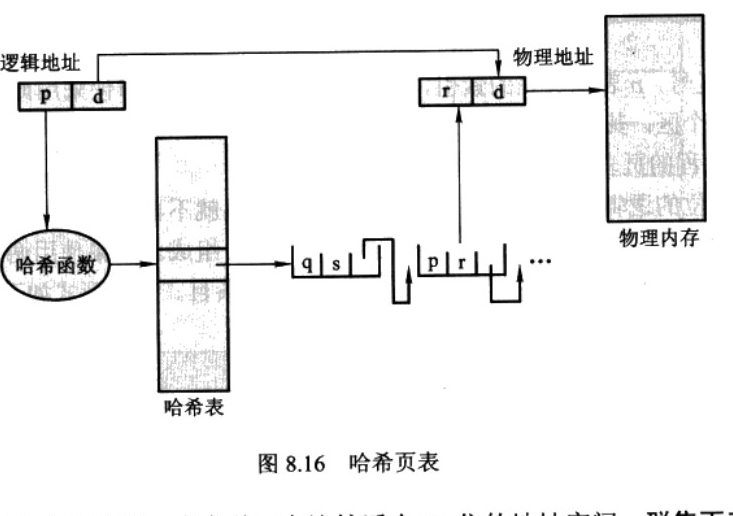 逻辑地址
物理地址
p d
r d
哈希函数
q s
p r
...
物理内存
哈希表
图 8.16 哈希页表